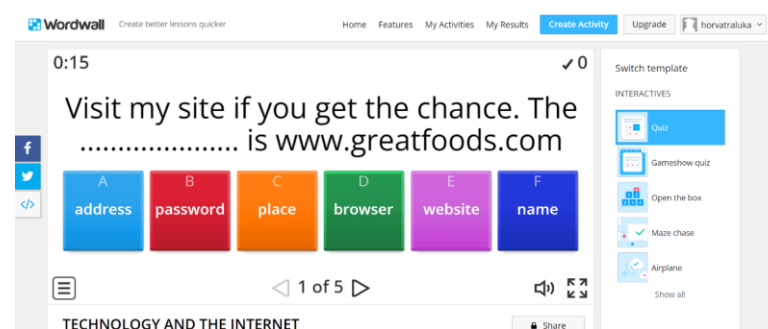 Wordwall Create better lessons quicker Home Features My Activities My Results Create Activity Upgrade horvatraluka
0:15 ✓ 0
Visit my site if you get the chance. The
..................... is www.greatfoods.com
A B C D E F
address password place browser website name
1 of 5
TECHNOLOGY AND THE INTERNET
Share
Switch template
INTERACTIVES
Quiz
Gameshow quiz
Open the box
Maze chase
Airplane
Show all